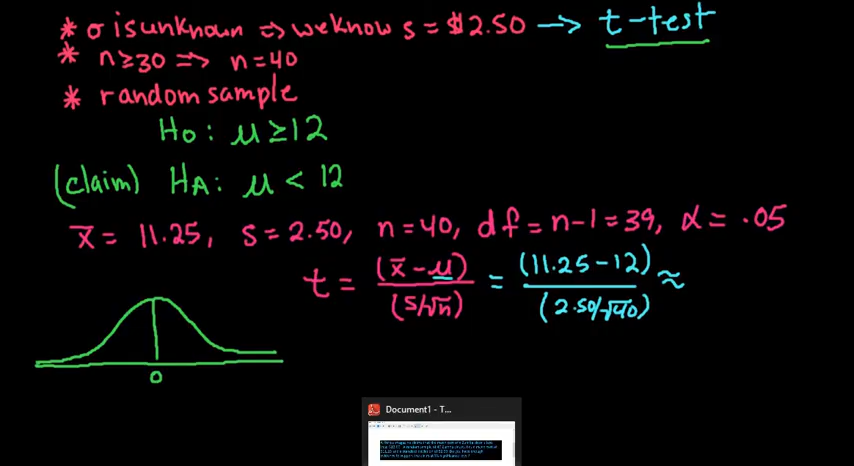 * σ is unknown ⇒ we know s = $2.50 → t-test
* n≥30 ⇒ n=40
* random sample
Ho: μ ≥ 12
(claim) HA: μ < 12
x̄ = 11.25, s = 2.50, n=40, df = n-1 = 39, α = .05
t = (x̄ - μ) / (s/√n) = (11.25 - 12) / (2.50/√40) ≈
0
Document1 - T...